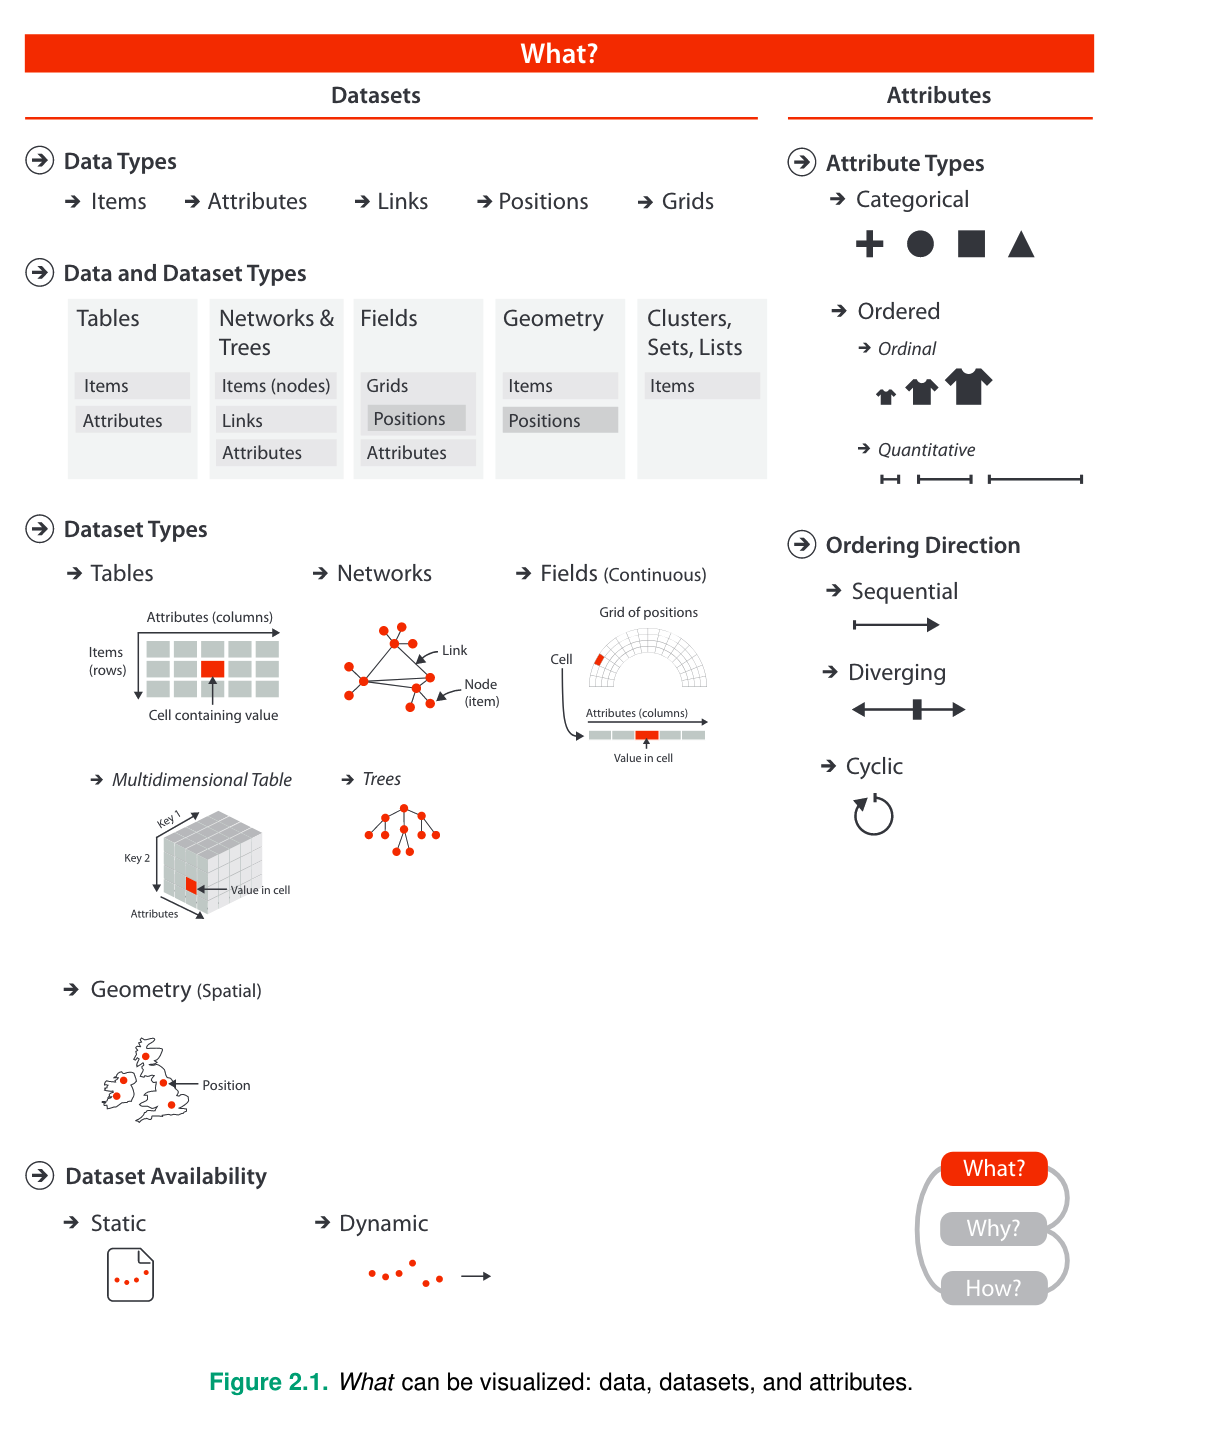 What?
Datasets
Attributes
Data Types
Items Attributes Links Positions Grids
Data and Dataset Types
Tables
Items
Attributes
Networks &
Trees
Items (nodes)
Links
Attributes
Fields
Grids
Positions
Attributes
Geometry
Items
Positions
Clusters,
Sets, Lists
Items
Dataset Types
Tables
Attributes (columns)
Items
(rows)
Cell containing value
Networks
Link
Node
(item)
Fields (Continuous)
Grid of positions
Cell
Attributes (columns)
Value in cell
Multidimensional Table
Key 1
Key 2
Value in cell
Attributes
Trees
Geometry (Spatial)
Position
Dataset Availability
Static
Dynamic
Attribute Types
Categorical
Ordered
Ordinal
Quantitative
Ordering Direction
Sequential
Diverging
Cyclic
What?
Why?
How?
Figure 2.1. What can be visualized: data, datasets, and attributes.